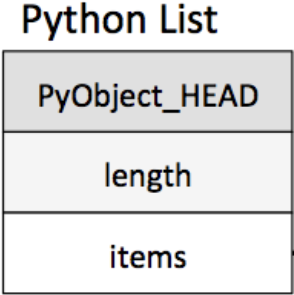 Python List
PyObject_HEAD
length
items